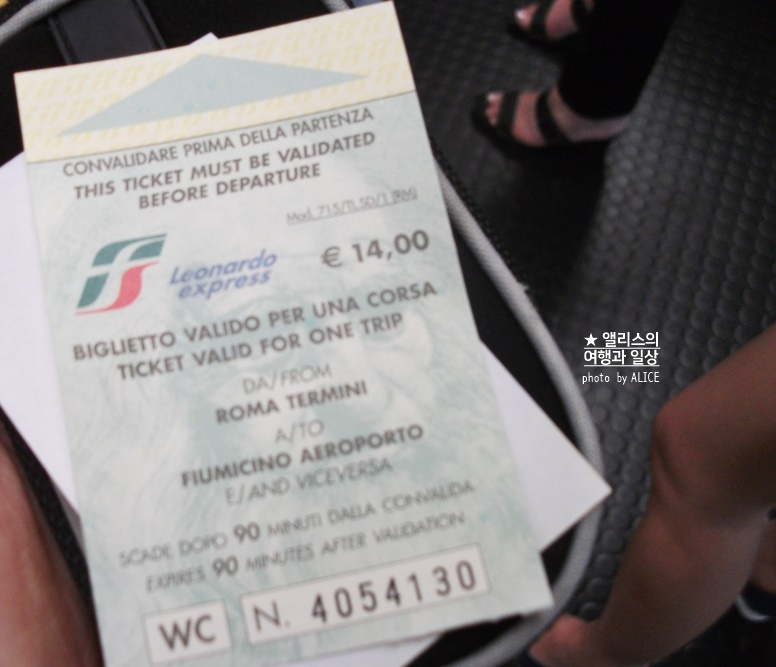 CONVALIDARE PRIMA DELLA PARTENZA
THIS TICKET MUST BE VALIDATED
BEFORE DEPARTURE
Mod. 715/TI.SD/1 (RM)
Leonardo
express
€ 14,00
BIGLIETTO VALIDO PER UNA CORSA
TICKET VALID FOR ONE TRIP
DA/FROM
ROMA TERMINI
A/TO
FIUMICINO AEROPORTO
E/AND VICEVERSA
SCADE DOPO 90 MINUTI DALLA CONVALIDA
EXPIRES 90 MINUTES AFTER VALIDATION
WC N. 4054130
★ 앨리스의
여행과 일상
photo by ALICE